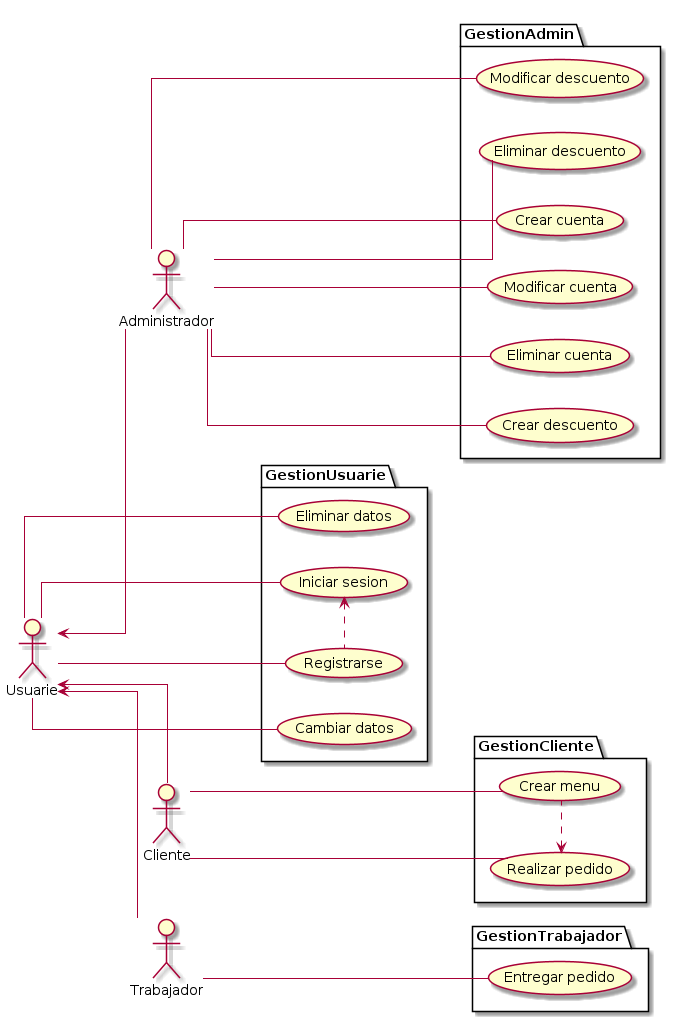 GestionAdmin
Modificar descuento
Eliminar descuento
Crear cuenta
Modificar cuenta
Administrador
Eliminar cuenta
Crear descuento
GestionUsuarie
Eliminar datos
Iniciar sesion
Registrarse
Usuarie
Cambiar datos
GestionCliente
Crear menu
Cliente
Realizar pedido
GestionTrabajador
Entregar pedido
Trabajador